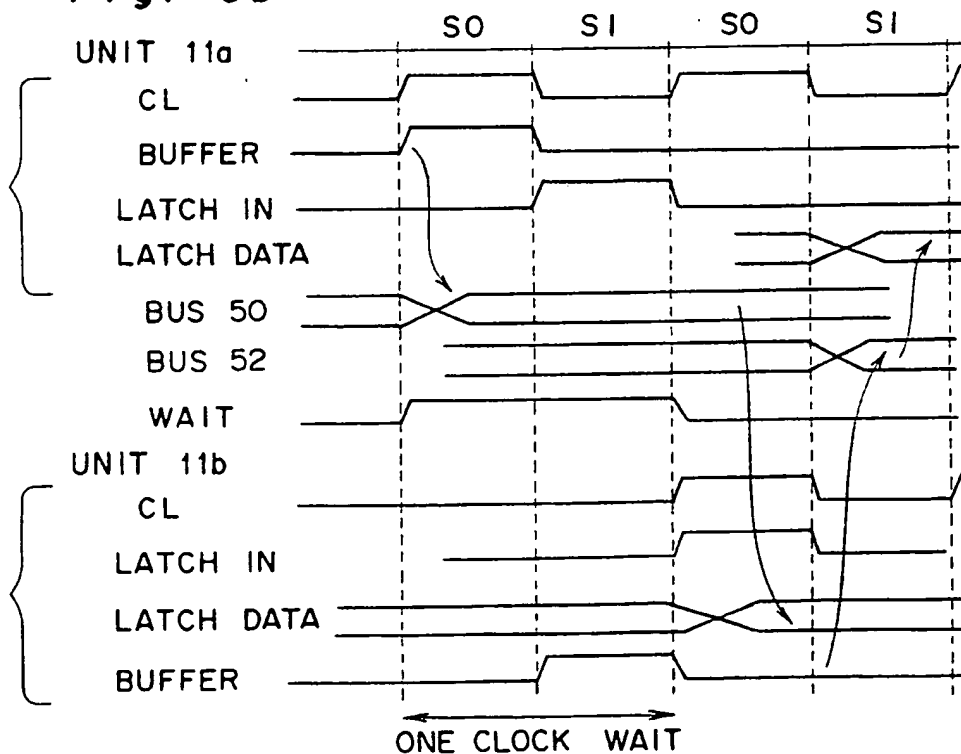 S0 S1 S0 S1
UNIT 11a
CL
BUFFER
LATCH IN
LATCH DATA
BUS 50
BUS 52
WAIT
UNIT 11b
CL
LATCH IN
LATCH DATA
BUFFER
ONE CLOCK WAIT